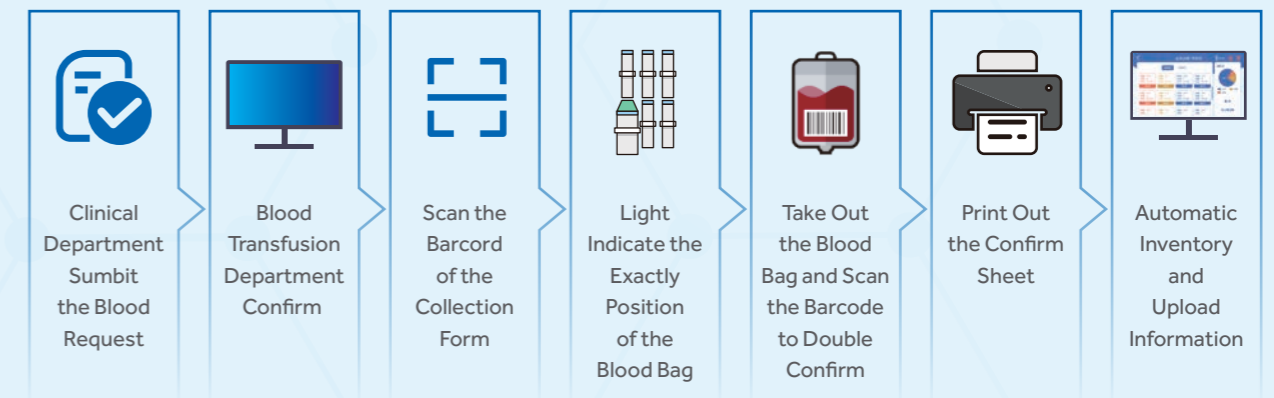 Clinical
Department
Sumbit
the Blood
Request
Blood
Transfusion
Department
Confirm
Scan the
Barcord
of the
Collection
Form
Light
Indicate the
Exactly
Position
of the
Blood Bag
Take Out
the Blood
Bag and Scan
the Barcode
to Double
Confirm
Print Out
the Confirm
Sheet
Automatic
Inventory
and
Upload
Information